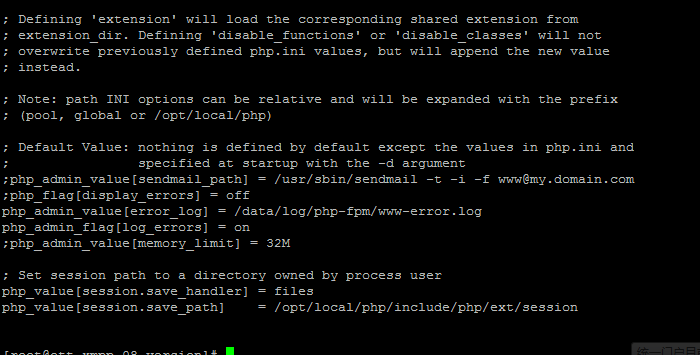 ; Defining 'extension' will load the corresponding shared extension from
; extension_dir. Defining 'disable_functions' or 'disable_classes' will not
; overwrite previously defined php.ini values, but will append the new value
; instead.
; Note: path INI options can be relative and will be expanded with the prefix
; (pool, global or /opt/local/php)
; Default Value: nothing is defined by default except the values in php.ini and
;                specified at startup with the -d argument
;php_admin_value[sendmail_path] = /usr/sbin/sendmail -t -i -f www@my.domain.com
;php_flag[display_errors] = off
php_admin_value[error_log] = /data/log/php-fpm/www-error.log
php_admin_flag[log_errors] = on
;php_admin_value[memory_limit] = 32M
; Set session path to a directory owned by process user
php_value[session.save_handler] = files
php_value[session.save_path]    = /opt/local/php/include/php/ext/session